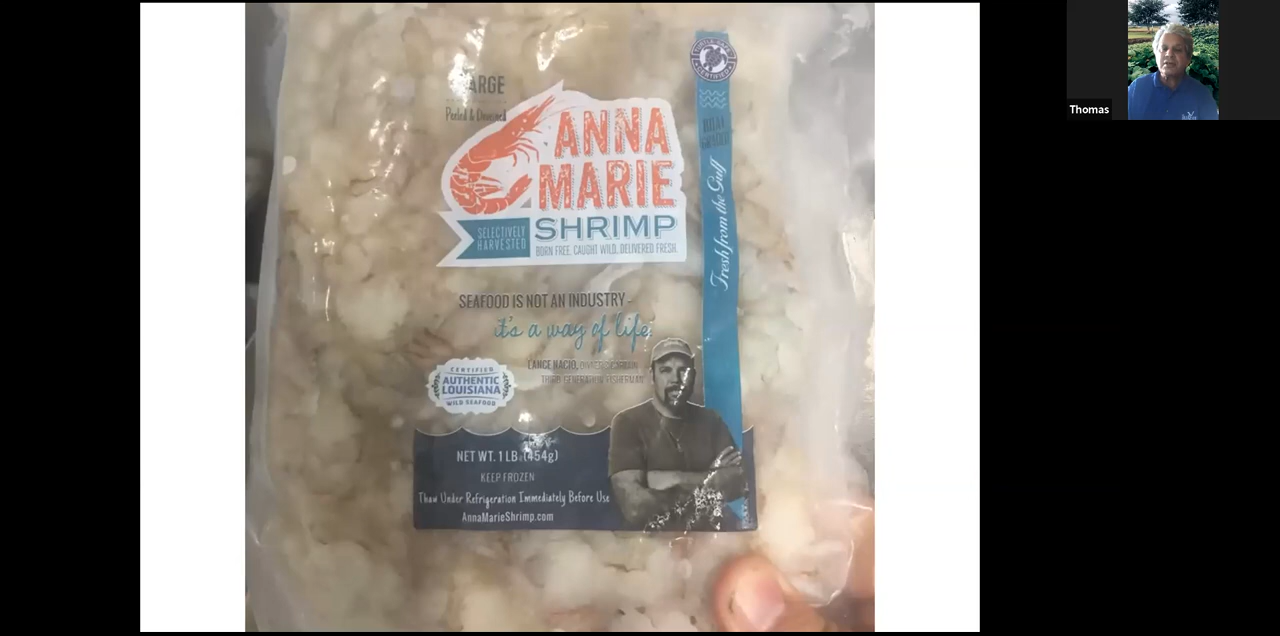 Thomas
LARGE
Peeled & Deveined
ANNA
MARIE
SHRIMP
SELECTIVELY
HARVESTED
BORN FREE. CAUGHT WILD. DELIVERED FRESH.
CERTIFIED
Fresh from the Gulf
SEAFOOD IS NOT AN INDUSTRY -
it's a way of life.
LANCE NACIO,
THIRD GENERATION FISHERMAN
CERTIFIED
AUTHENTIC
LOUISIANA
WILD SEAFOOD
NET WT. 1 LB. (454g)
KEEP FROZEN
Thaw Under Refrigeration Immediately Before Use
AnnaMarieShrimp.com